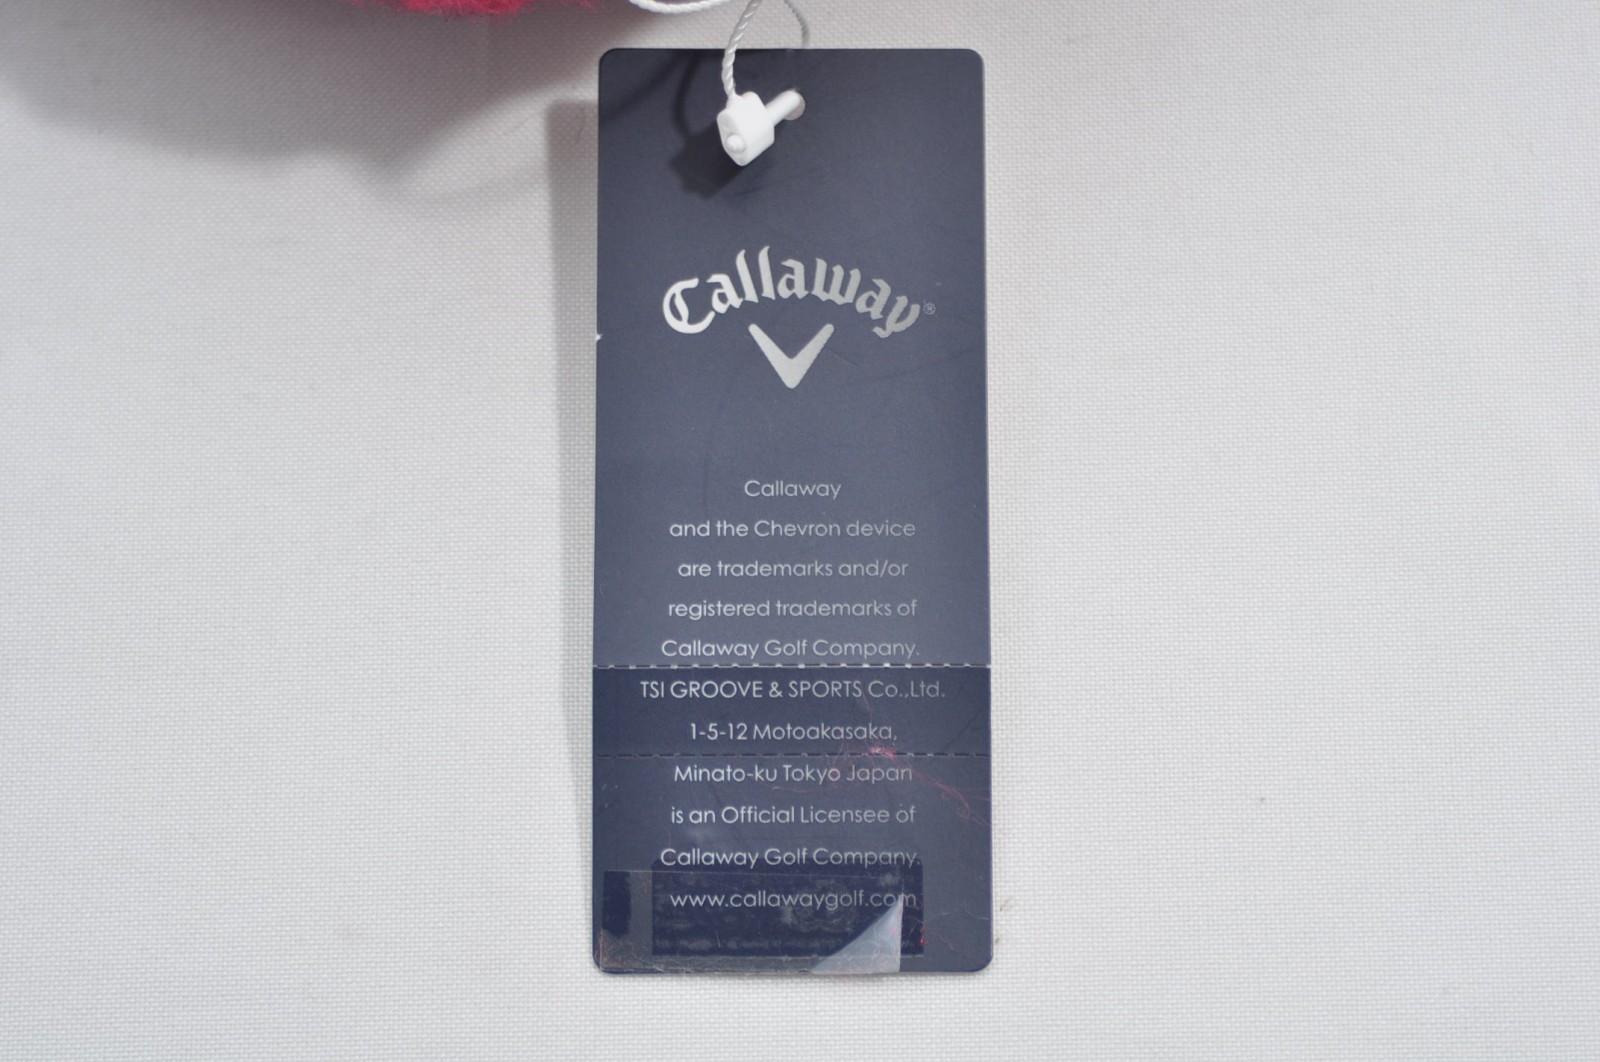 Callaway®
Callaway
and the Chevron device
are trademarks and/or
registered trademarks of
Callaway Golf Company.
TSI GROOVE & SPORTS Co.,Ltd.
1-5-12 Motoakasaka,
Minato-ku Tokyo Japan
is an Official Licensee of
Callaway Golf Company.
www.callawaygolf.com